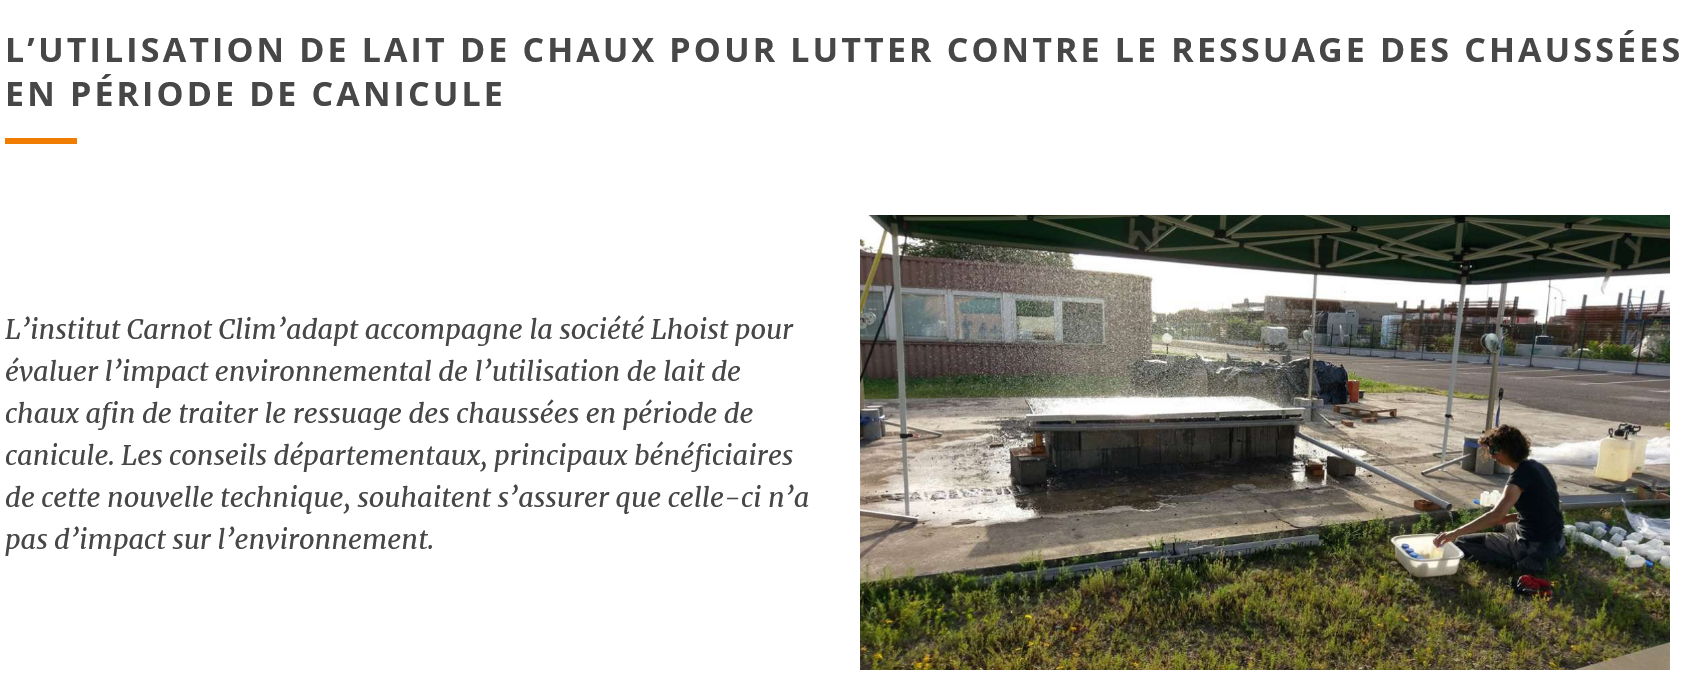 L’UTILISATION DE LAIT DE CHAUX POUR LUTTER CONTRE LE RESSUAGE DES CHAUSSÉES
EN PÉRIODE DE CANICULE
L’institut Carnot Clim’adapt accompagne la société Lhoist pour
évaluer l’impact environnemental de l’utilisation de lait de
chaux afin de traiter le ressuage des chaussées en période de
canicule. Les conseils départementaux, principaux bénéficiaires
de cette nouvelle technique, souhaitent s’assurer que celle-ci n’a
pas d’impact sur l’environnement.